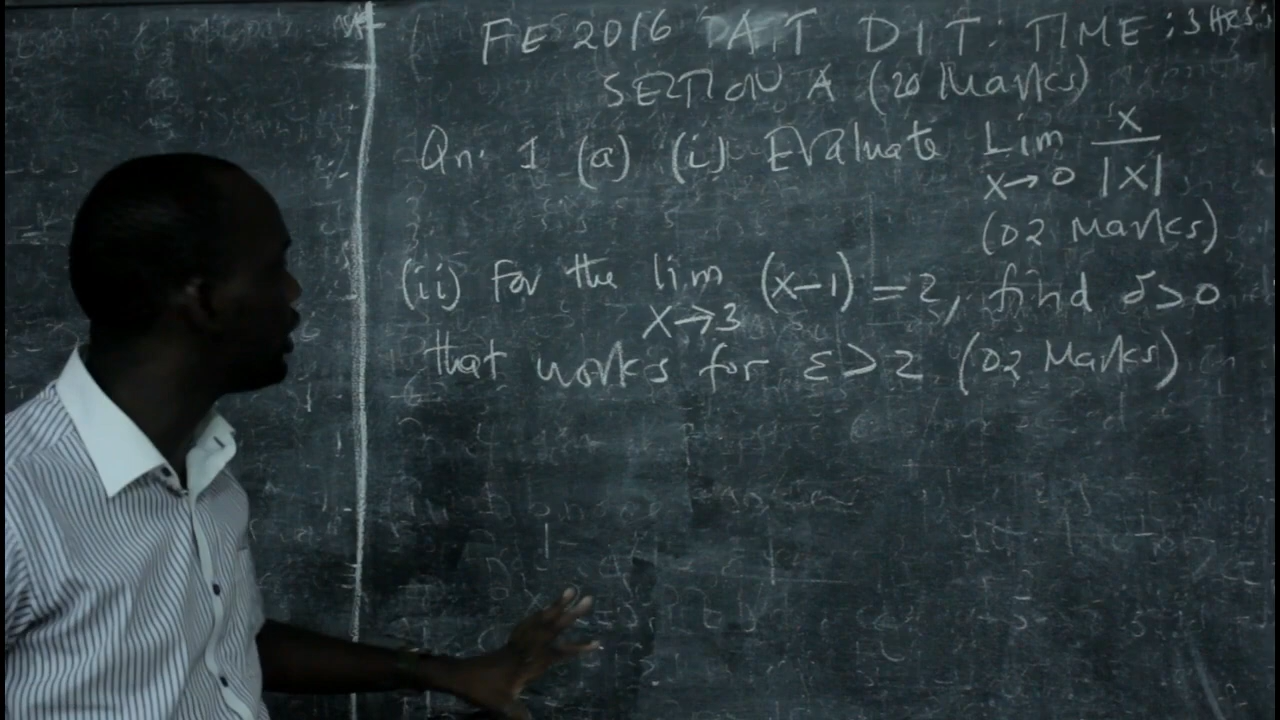 FE 2016 DIT: TIME: 3 HRS:
SECTION A (20 Marks)
Qn. 1 (a) (i) Evaluate Lim x
x→0 |x|
(02 Marks)
(ii) For the lim (x-1) = 2, find δ>0
x→3
that works for ε>2 (02 Marks)